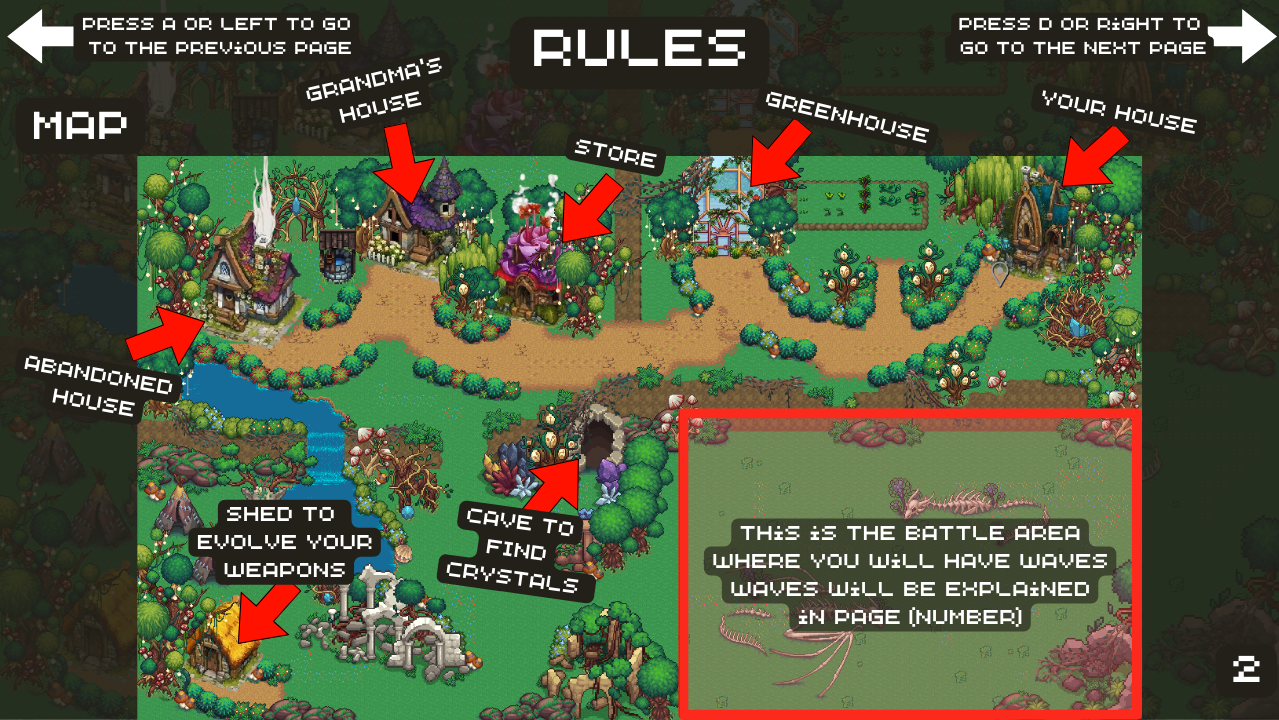 PRESS A OR LEFT TO GO
TO THE PREVIOUS PAGE
RULES
PRESS D OR RIGHT TO
GO TO THE NEXT PAGE
MAP
GRANDMA'S
HOUSE
STORE
GREENHOUSE
YOUR HOUSE
ABANDONED
HOUSE
SHED TO
EVOLVE YOUR
WEAPONS
CAVE TO
FIND
CRYSTALS
THIS IS THE BATTLE AREA
WHERE YOU WILL HAVE WAVES
WAVES WILL BE EXPLAINED
IN PAGE (NUMBER)
2